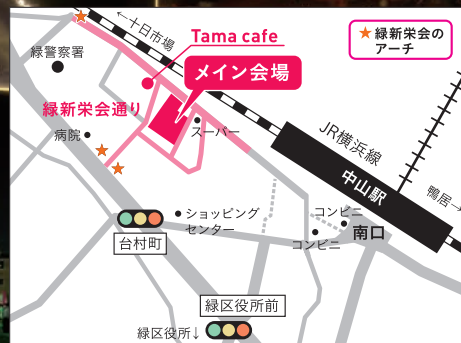 ←十日市場
Tama cafe
★緑新栄会の
アーチ
緑警察署
メイン会場
緑新栄会通り
スーパー
JR横浜線
病院
中山駅
鴨居→
ショッピング
センター
コンビニ
コンビニ
南口
台村町
緑区役所前
緑区役所↓